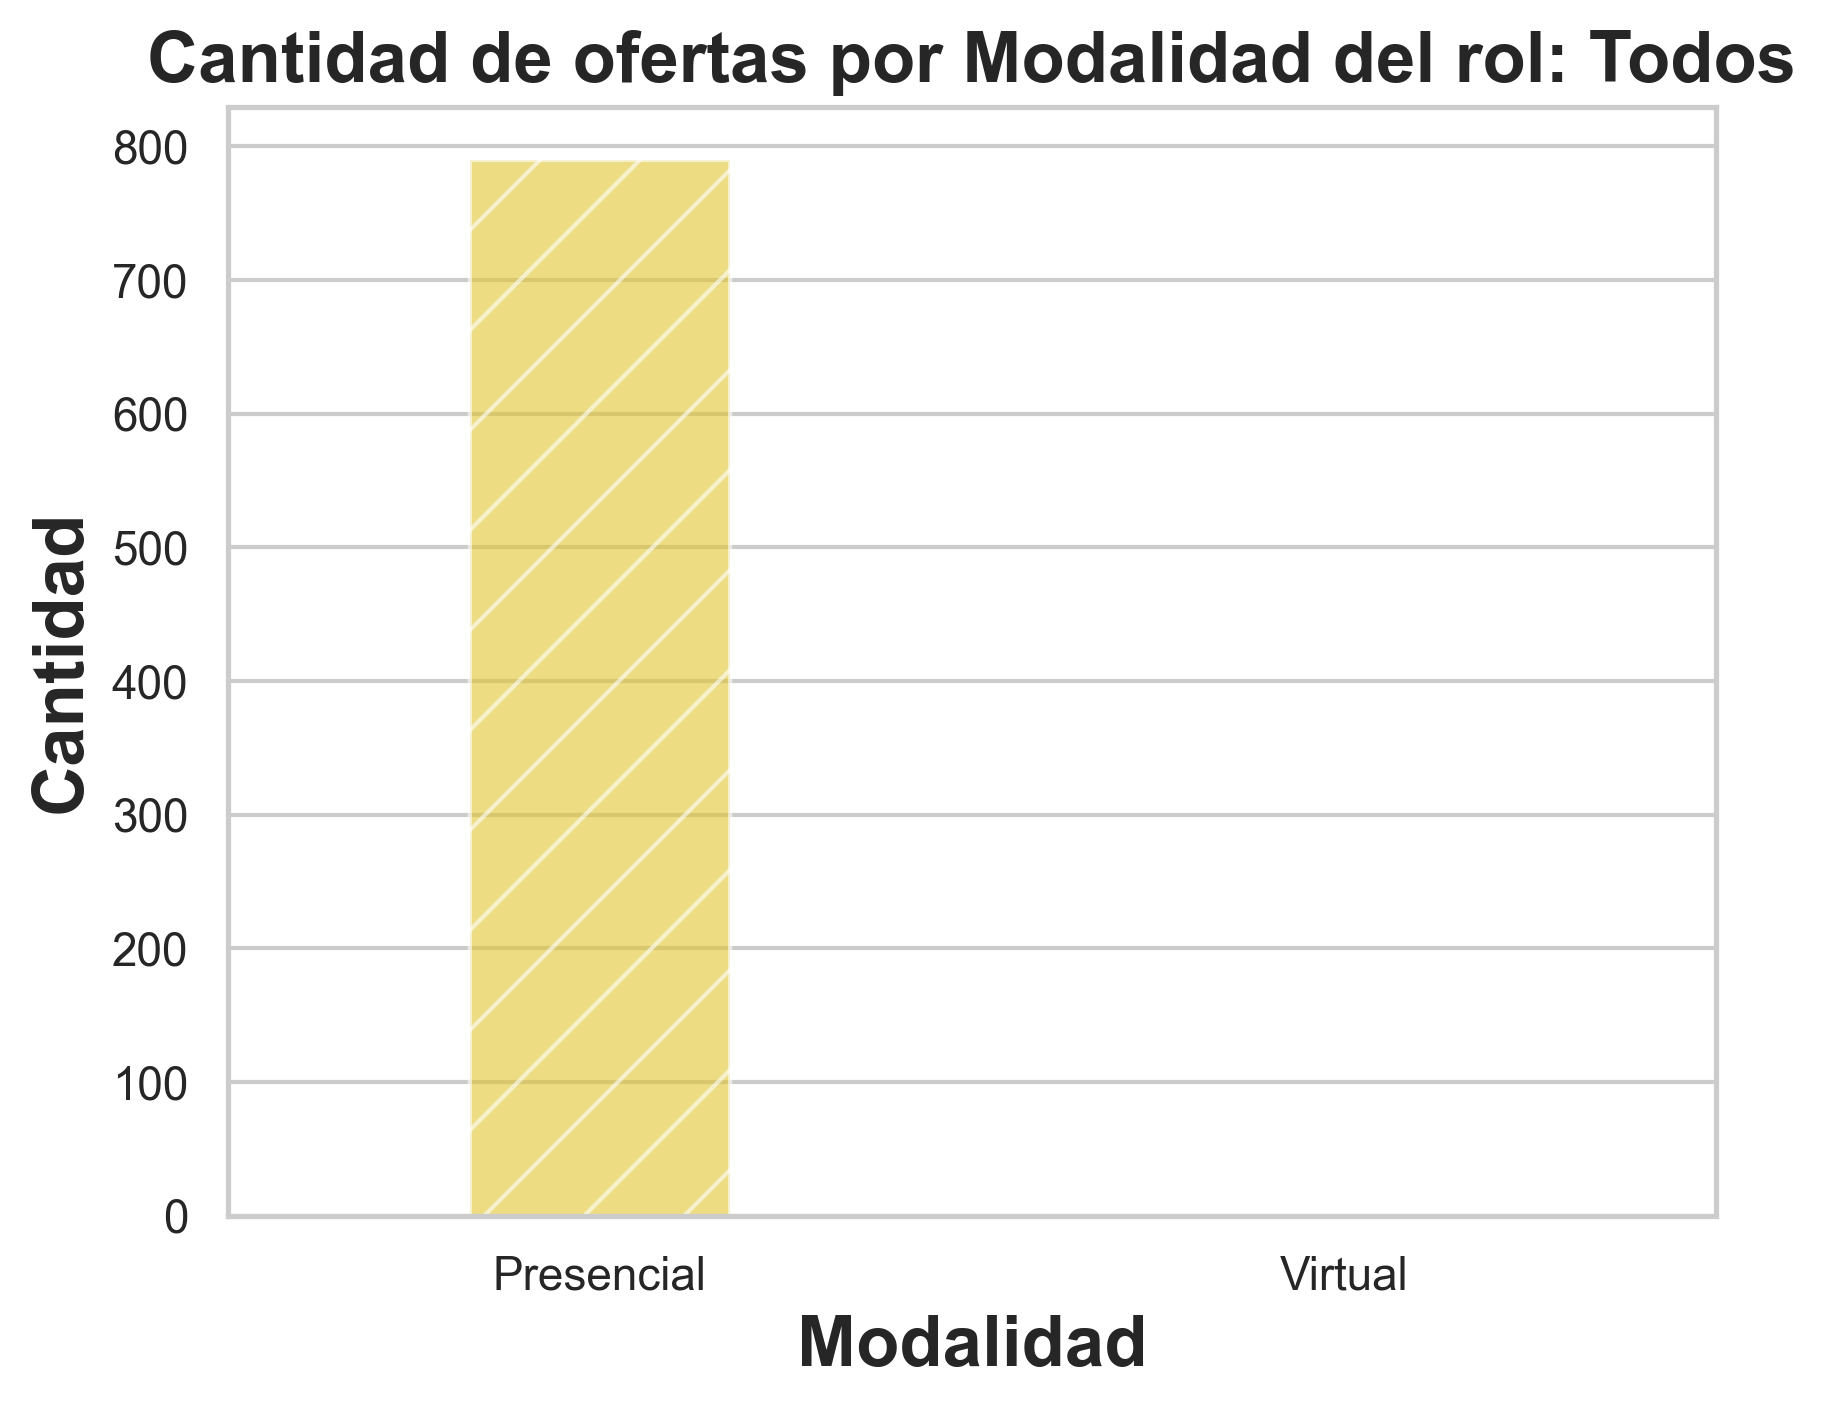 Cantidad de ofertas por Modalidad del rol: Todos
800
700
600
500
400
300
200
100
0
Cantidad
Presencial
Virtual
Modalidad